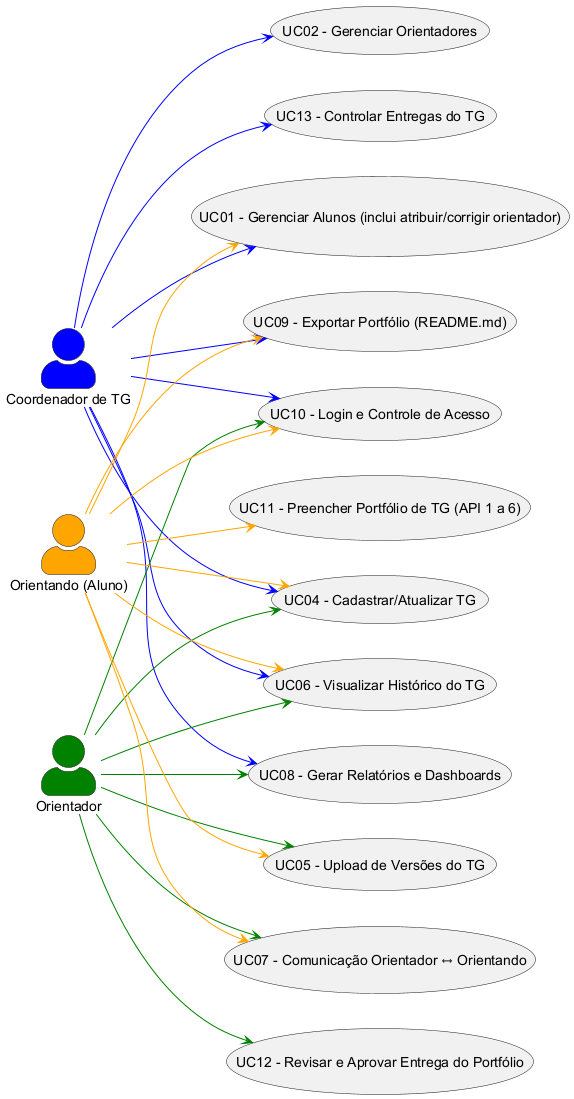 UC02 - Gerenciar Orientadores
UC13 - Controlar Entregas do TG
UC01 - Gerenciar Alunos (inclui atribuir/corrigir orientador)
UC09 - Exportar Portfólio (README.md)
Coordenador de TG
UC10 - Login e Controle de Acesso
UC11 - Preencher Portfólio de TG (API 1 a 6)
Orientando (Aluno)
UC04 - Cadastrar/Atualizar TG
UC06 - Visualizar Histórico do TG
UC08 - Gerar Relatórios e Dashboards
Orientador
UC05 - Upload de Versões do TG
UC07 - Comunicação Orientador ↔ Orientando
UC12 - Revisar e Aprovar Entrega do Portfólio